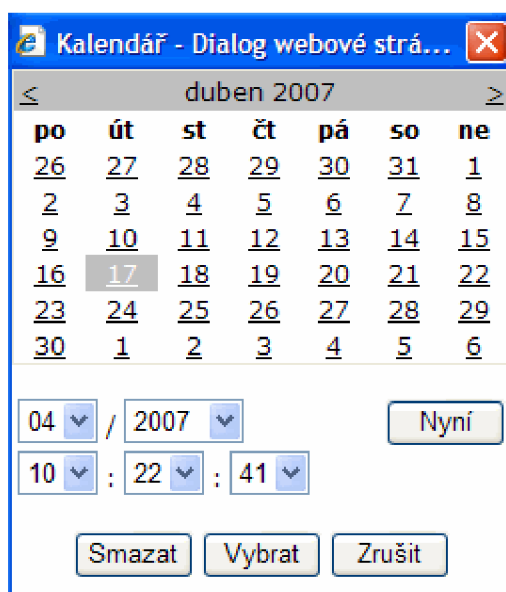 Kalendář - Dialog webové strá...
< duben 2007 >
po út st čt pá so ne
26 27 28 29 30 31 1
2 3 4 5 6 7 8
9 10 11 12 13 14 15
16 17 18 19 20 21 22
23 24 25 26 27 28 29
30 1 2 3 4 5 6
04 / 2007 Nyní
10 : 22 : 41
Smazat Vybrat Zrušit